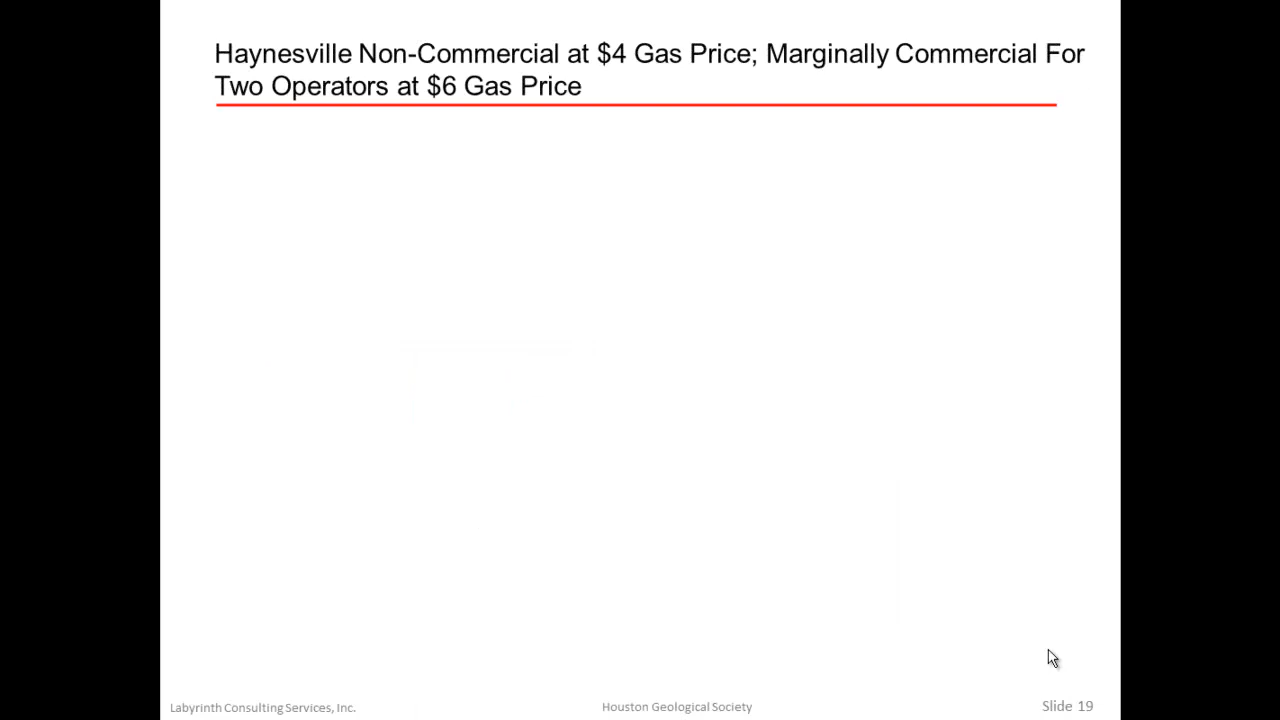 Haynesville Non-Commercial at $4 Gas Price; Marginally Commercial For
Two Operators at $6 Gas Price
Labyrinth Consulting Services, Inc.
Houston Geological Society
Slide 19